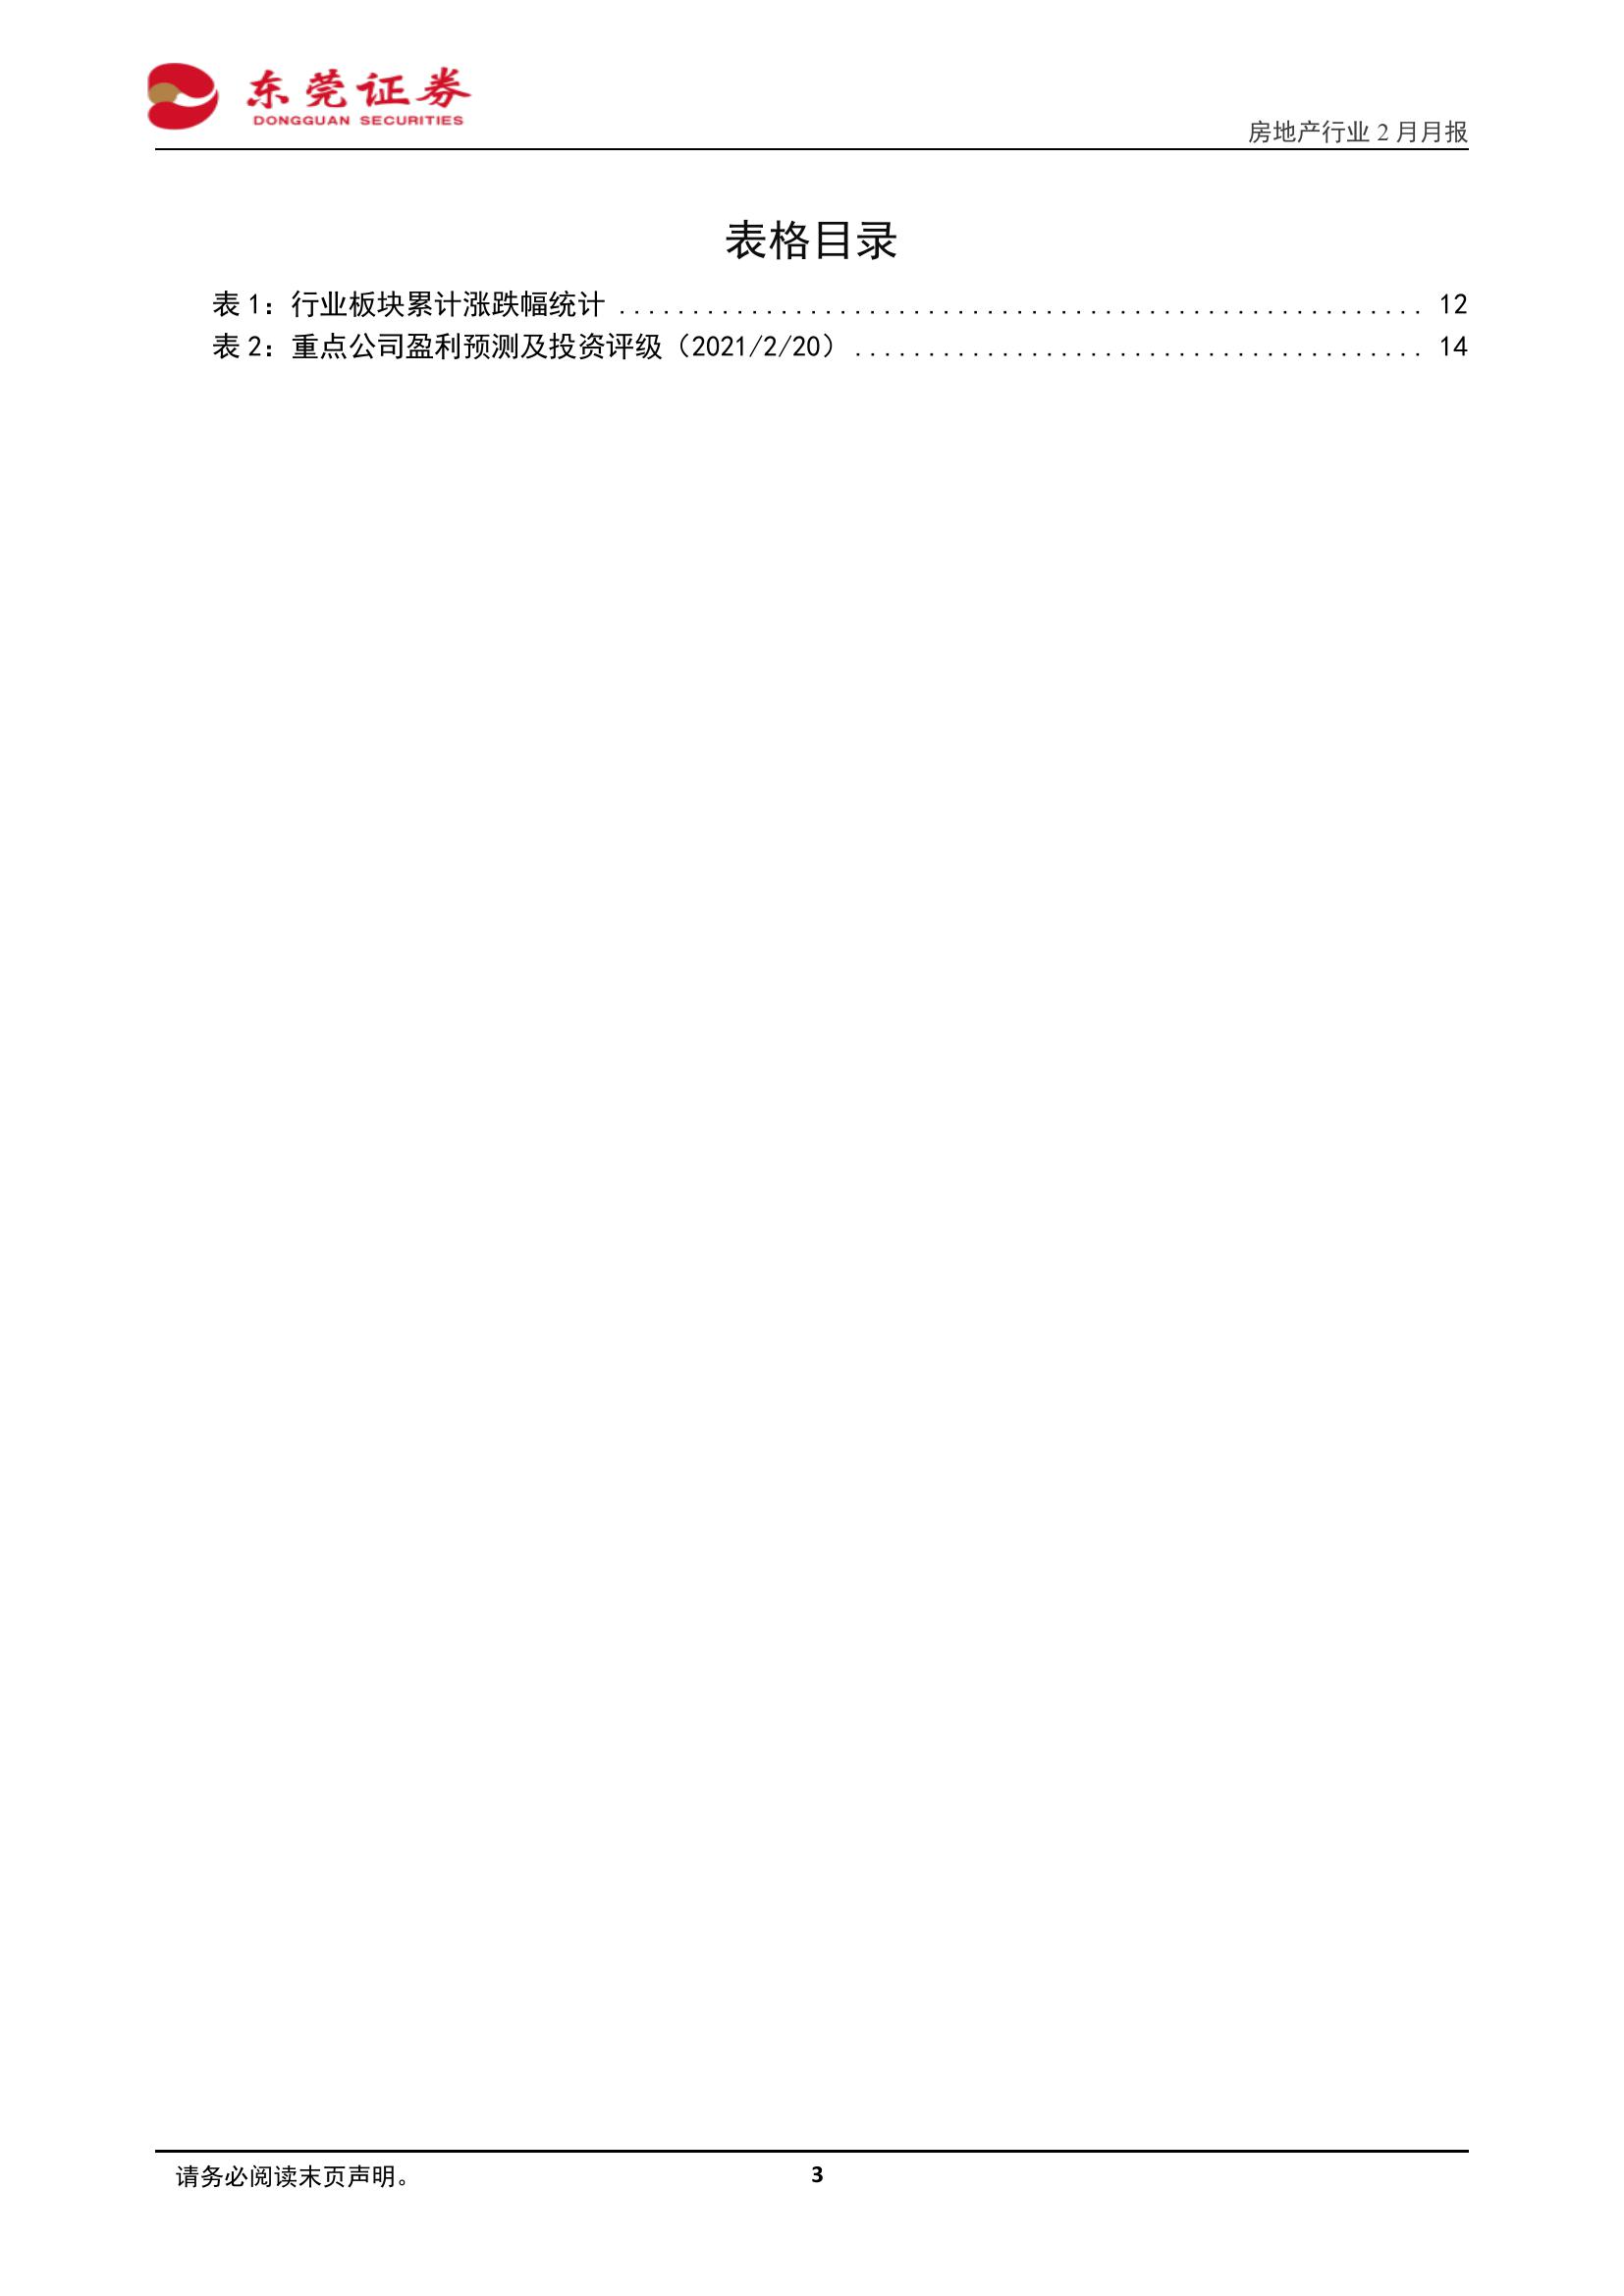 东莞证券
DONGGUAN SECURITIES
房地产行业 2 月月报
表格目录
表 1：行业板块累计涨跌幅统计 ........................................................ 12
表 2：重点公司盈利预测及投资评级（2021/2/20） ....................................... 14
请务必阅读末页声明。
3